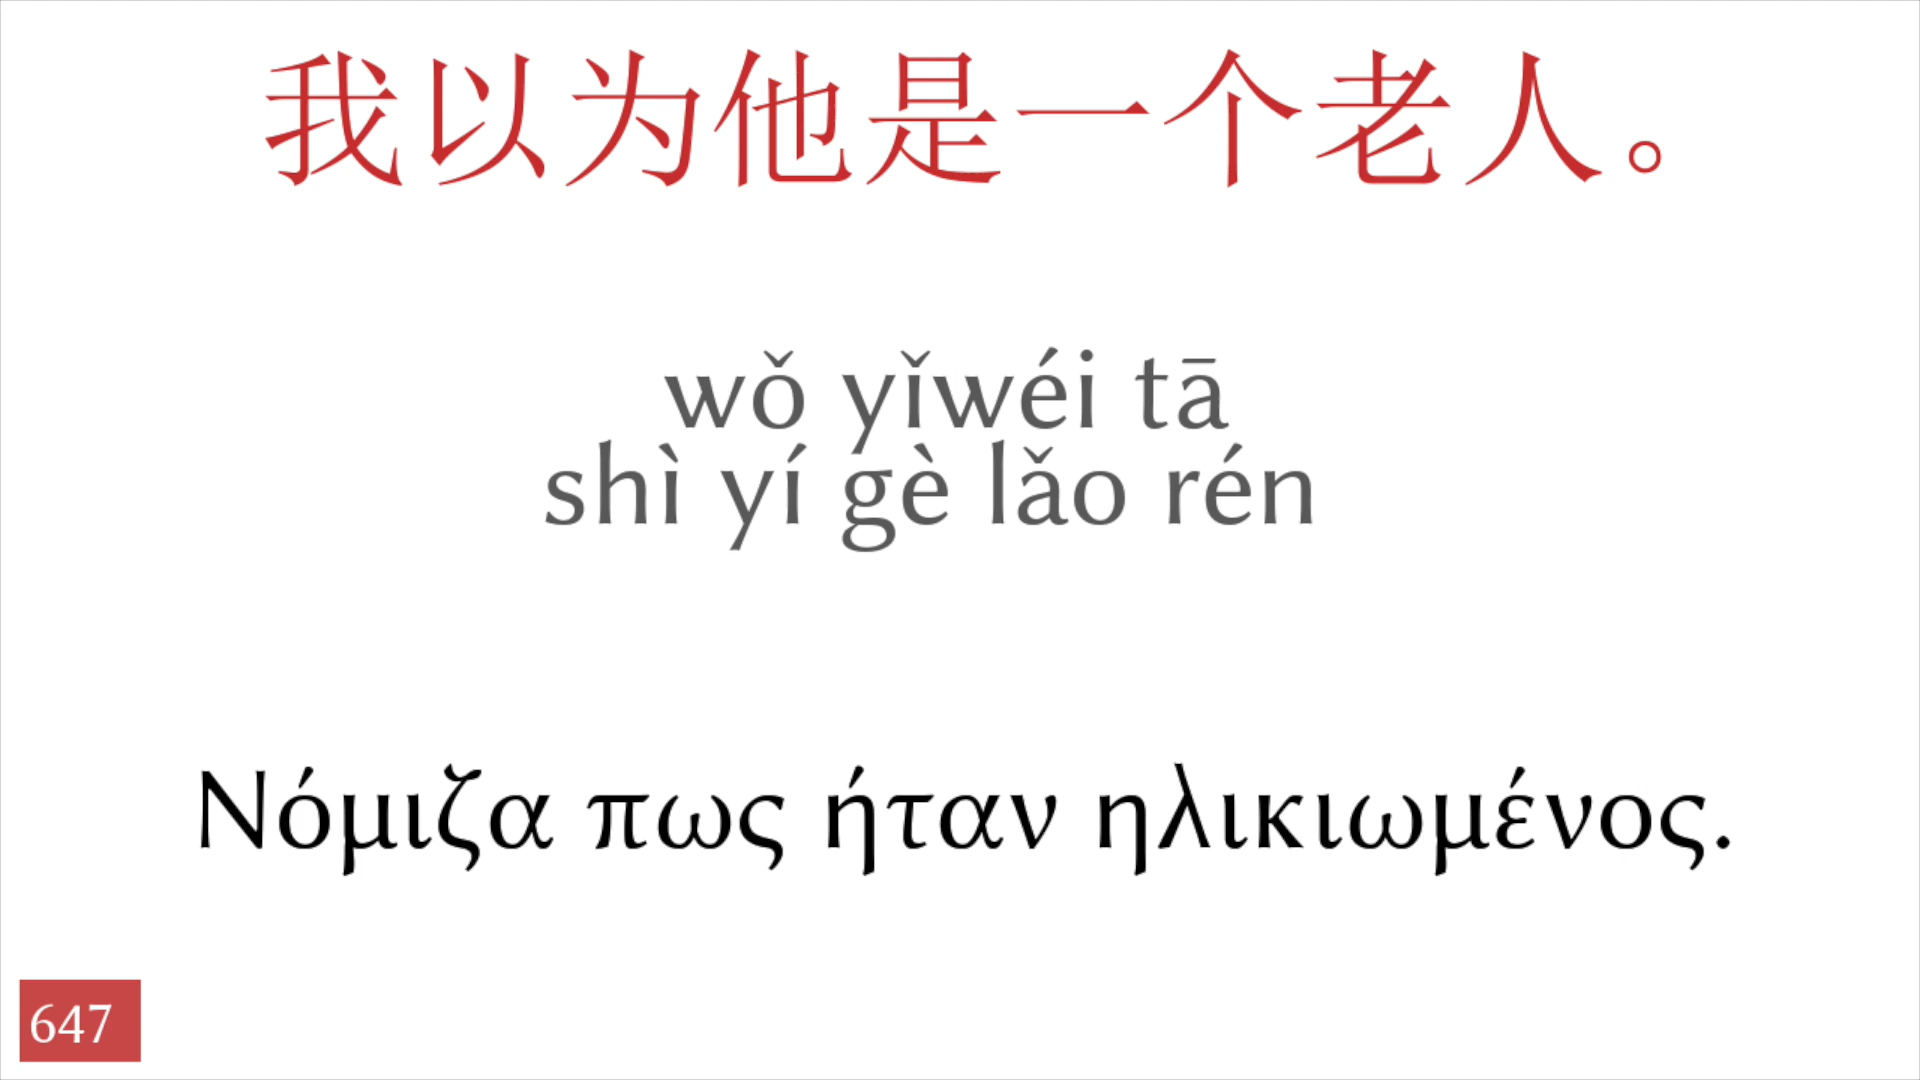 我以为他是一个老人。
wǒ yǐwéi tā
shì yí gè lǎo rén
Νόμιζα πως ήταν ηλικιωμένος.
647